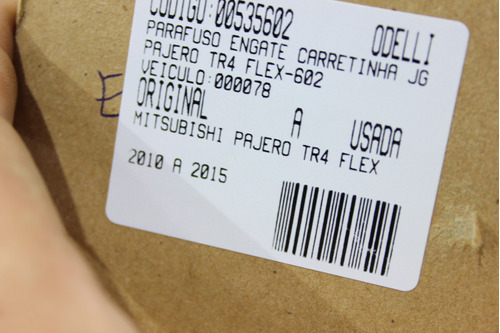 CODIGO:00535602 ODELLI
PARAFUSO ENGATE CARRETINHA JG
PAJERO TR4 FLEX-602
VEICULO:000078
ORIGINAL A USADA
MITSUBISHI PAJERO TR4 FLEX
2010 A 2015
E